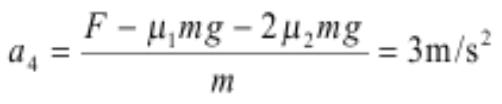 a₄ = (F − μ₁mg − 2μ₂mg) / m = 3m/s²